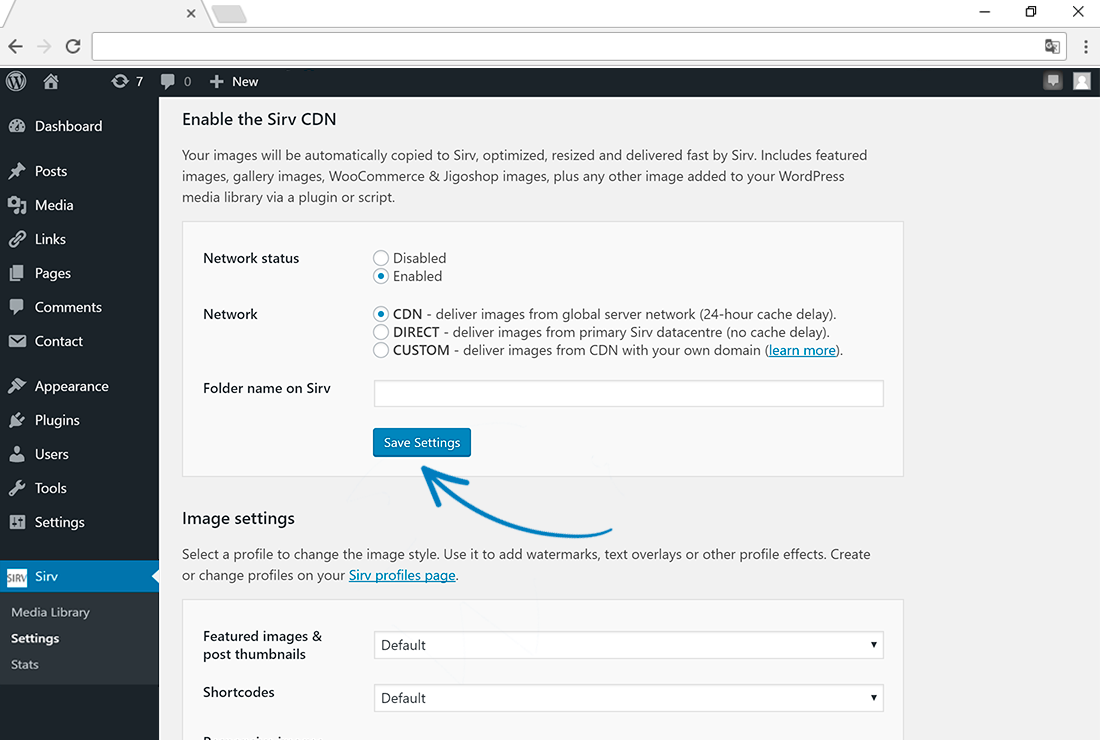 7 0 New
Dashboard
Posts
Media
Links
Pages
Comments
Contact
Appearance
Plugins
Users
Tools
Settings
SIRV Sirv
Media Library
Settings
Stats
Enable the Sirv CDN
Your images will be automatically copied to Sirv, optimized, resized and delivered fast by Sirv. Includes featured
images, gallery images, WooCommerce & Jigoshop images, plus any other image added to your WordPress
media library via a plugin or script.
Network status
Disabled
Enabled
Network
CDN - deliver images from global server network (24-hour cache delay).
DIRECT - deliver images from primary Sirv datacentre (no cache delay).
CUSTOM - deliver images from CDN with your own domain (learn more).
Folder name on Sirv
Save Settings
Image settings
Select a profile to change the image style. Use it to add watermarks, text overlays or other profile effects. Create
or change profiles on your Sirv profiles page.
Featured images &
post thumbnails
Default
Shortcodes
Default